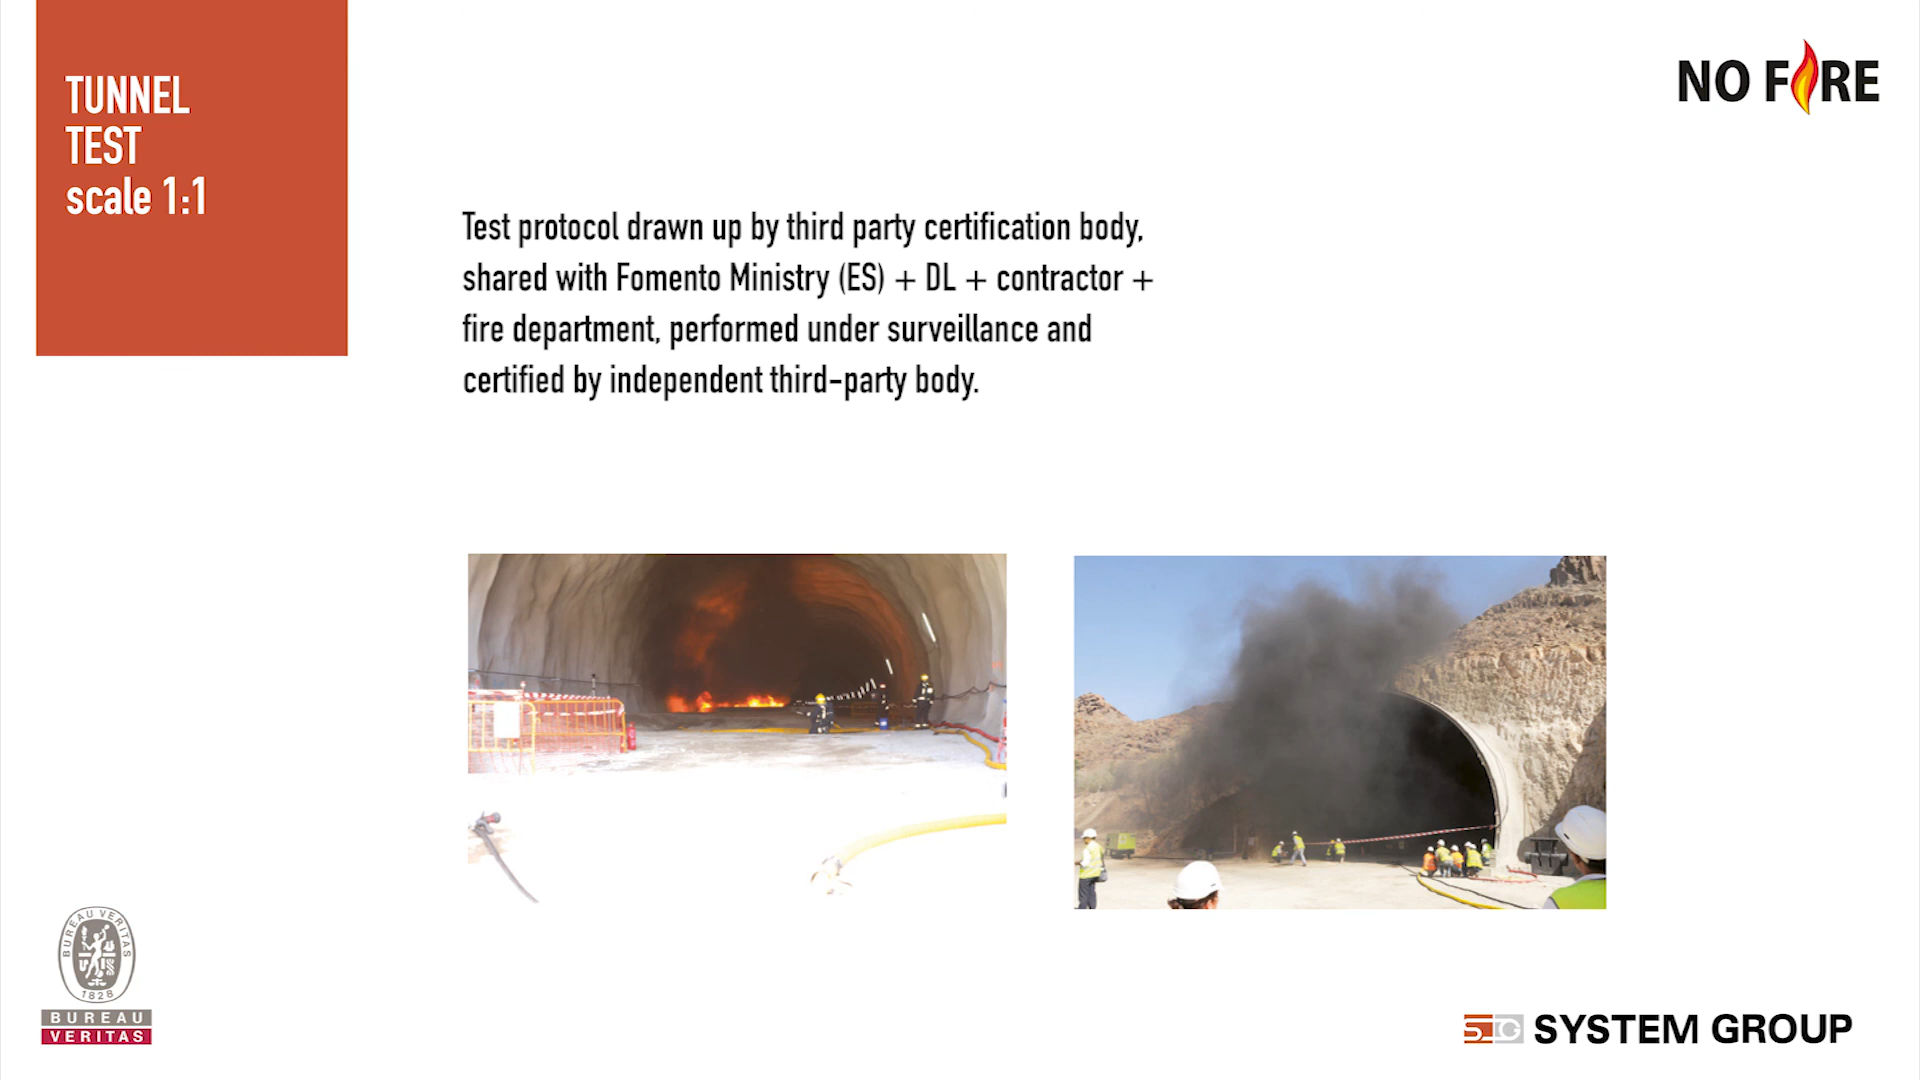 TUNNEL
TEST
scale 1:1
NO FIRE
Test protocol drawn up by third party certification body,
shared with Fomento Ministry (ES) + DL + contractor +
fire department, performed under surveillance and
certified by independent third-party body.
BUREAU VERITAS
1828
BUREAU
VERITAS
SYSTEM GROUP